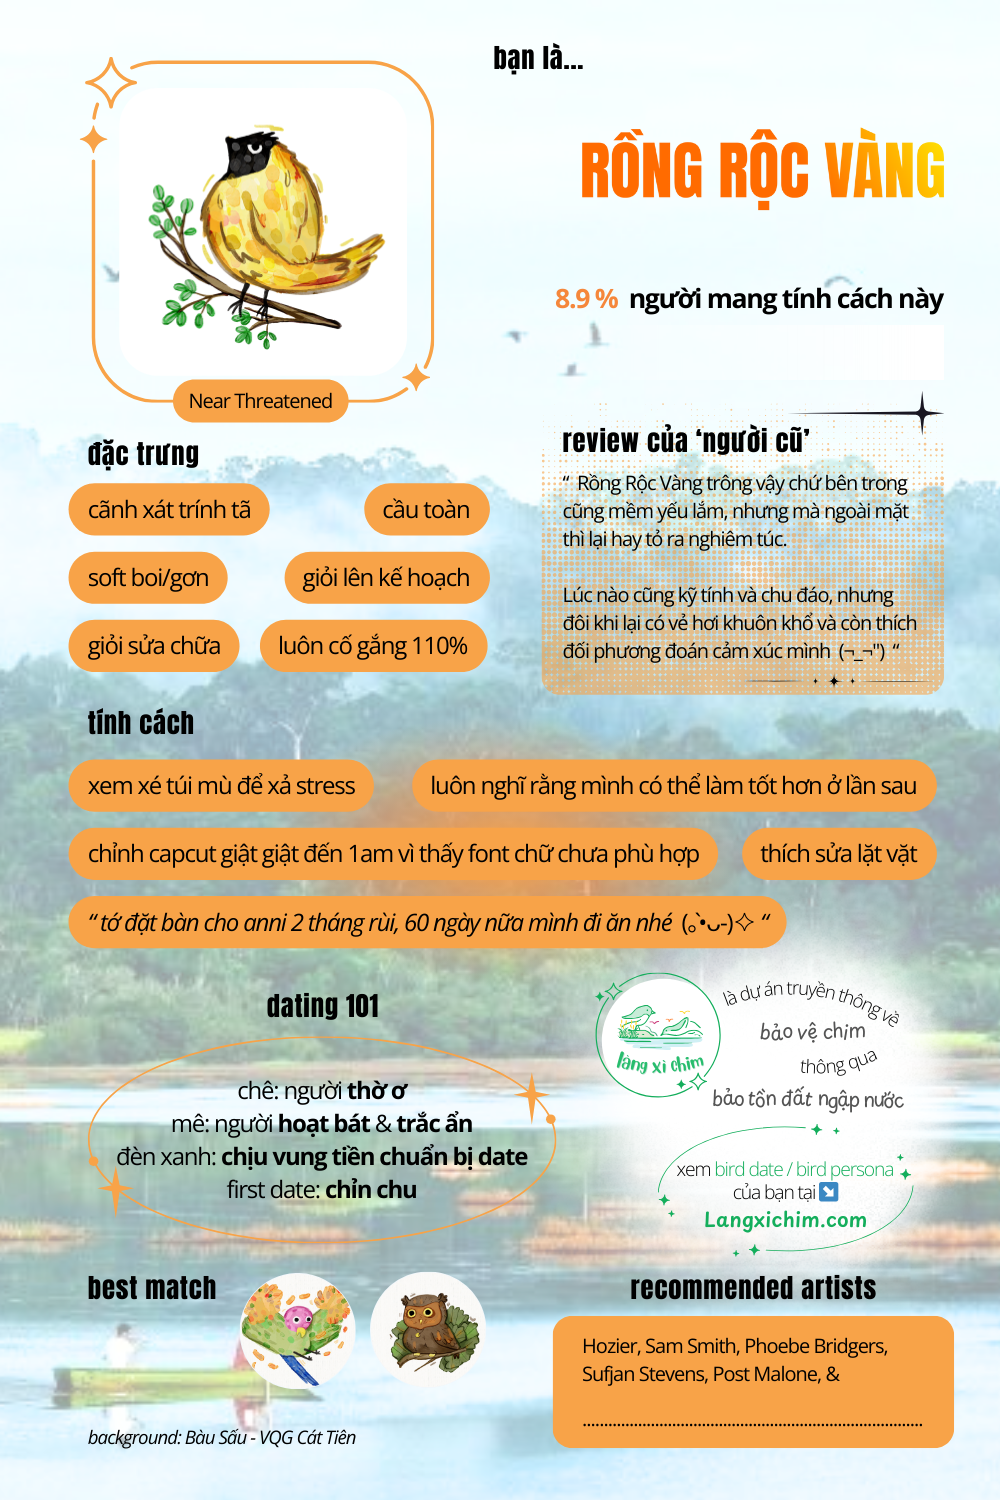 bạn là...
RỒNG RỘC VÀNG
8.9 % người mang tính cách này
Near Threatened
đặc trưng
cãnh xát trính tã
cầu toàn
soft boi/gơn
giỏi lên kế hoạch
giỏi sửa chữa
luôn cố gắng 110%
review của ‘người cũ’
“ Rồng Rộc Vàng trông vậy chứ bên trong
cũng mềm yếu lắm, nhưng mà ngoài mặt
thì lại hay tỏ ra nghiêm túc.
Lúc nào cũng kỹ tính và chu đáo, nhưng
đôi khi lại có vẻ hơi khuôn khổ và còn thích
đối phương đoán cảm xúc mình (¬_¬") “
tính cách
xem xé túi mù để xả stress
luôn nghĩ rằng mình có thể làm tốt hơn ở lần sau
chỉnh capcut giật giật đến 1am vì thấy font chữ chưa phù hợp
thích sửa lặt vặt
“ tớ đặt bàn cho anni 2 tháng rùi, 60 ngày nữa mình đi ăn nhé (｡•̀ᴗ-)✧ “
dating 101
chê: người thờ ơ
mê: người hoạt bát & trắc ẩn
đèn xanh: chịu vung tiền chuẩn bị date
first date: chỉn chu
làng xì chim
là dự án truyền thông về
bảo vệ chim
thông qua
bảo tồn đất ngập nước
xem bird date / bird persona
của bạn tại ↘️
Langxichim.com
best match
recommended artists
Hozier, Sam Smith, Phoebe Bridgers,
Sufjan Stevens, Post Malone, &
...............................................................................
background: Bàu Sấu - VQG Cát Tiên